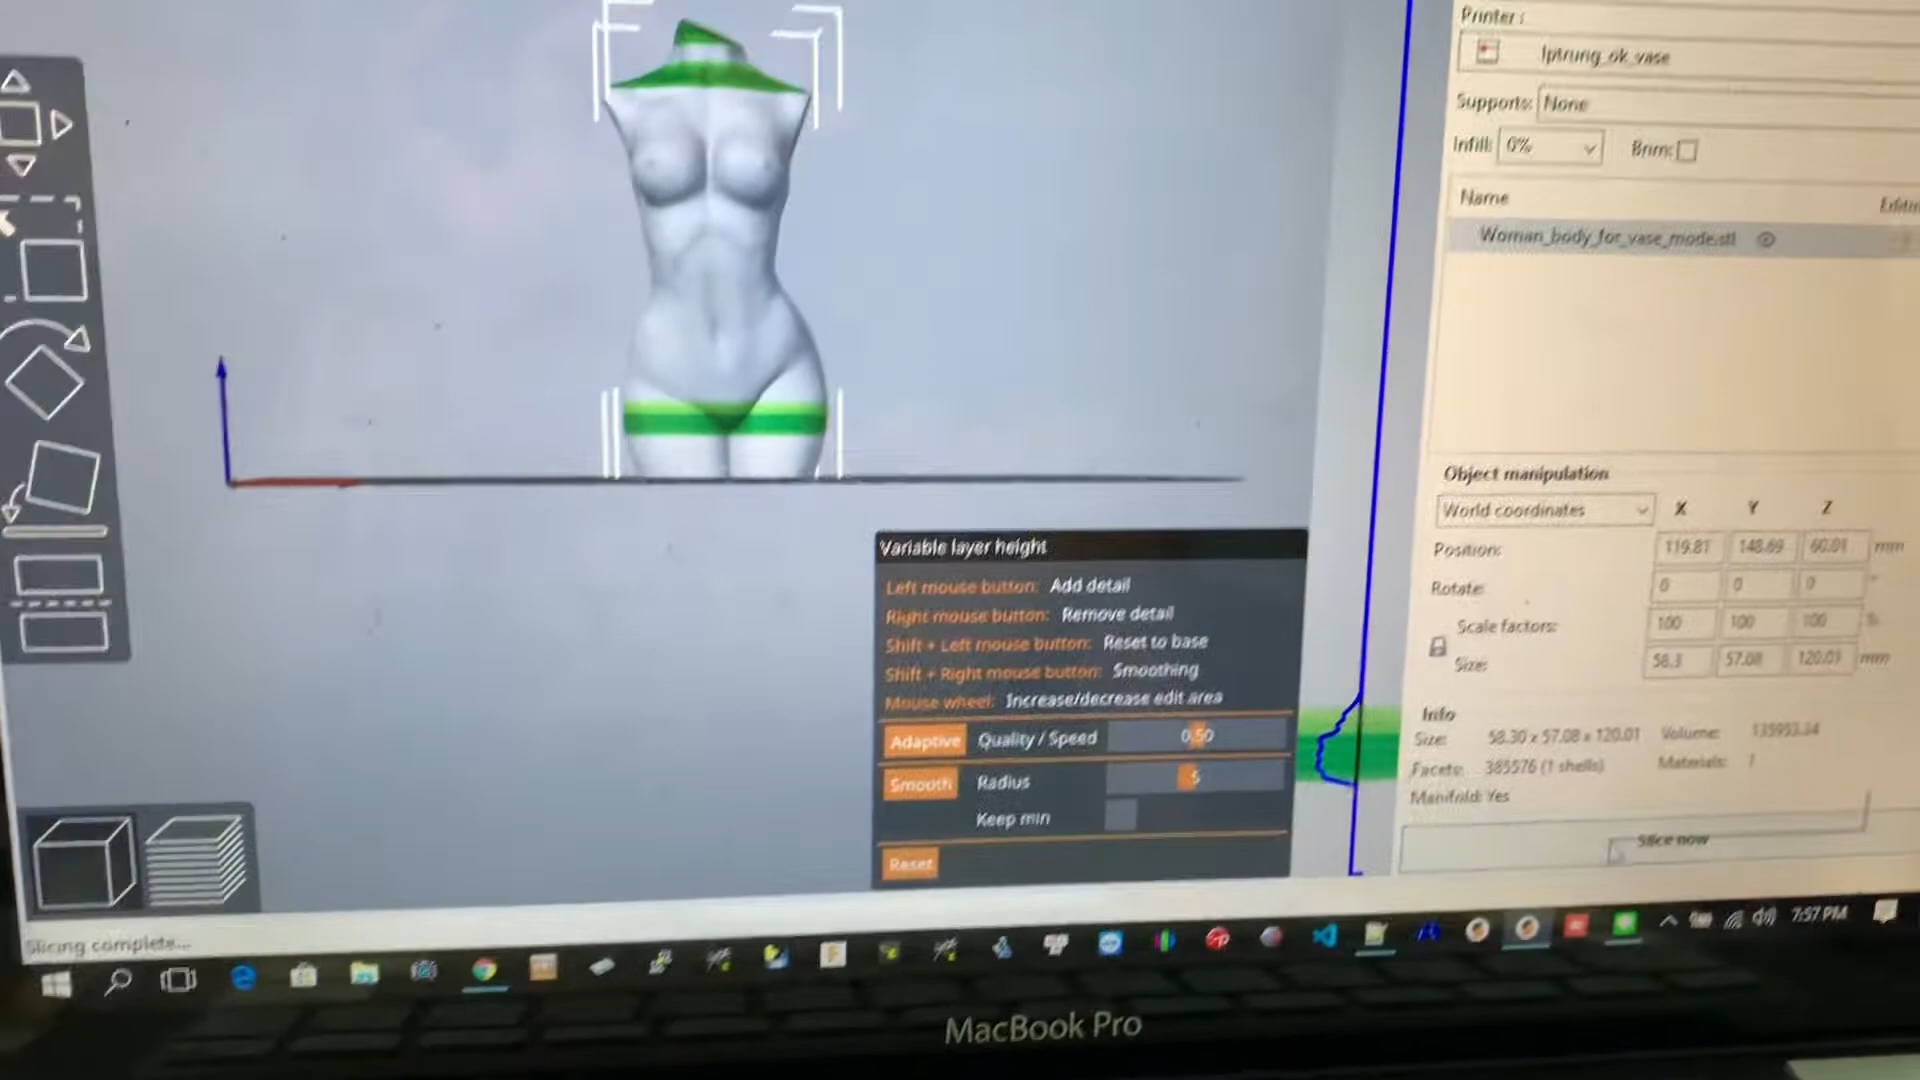 Printer :
lptrung_ok_vase
Supports: None
Infill: 0%
Brim:
Name
Editing
Woman_body_for_vase_mode.stl
Object manipulation
World coordinates X Y Z
Position: 119.81 148.69 60.01 mm
Rotate: 0 0 0 °
Scale factors: 100 100 100 %
Size: 58.3 57.08 120.01 mm
Info
Size: 58.30 x 57.08 x 120.01 Volume: 135953.34
Facets: 385576 (1 shells) Materials: 1
Manifold: Yes
Slice now
Variable layer height
Left mouse button: Add detail
Right mouse button: Remove detail
Shift + Left mouse button: Reset to base
Shift + Right mouse button: Smoothing
Mouse wheel: Increase/decrease edit area
Adaptive Quality / Speed 0.50
Smooth Radius 5
Keep min
Reset
Slicing complete...
7:57 PM
MacBook Pro